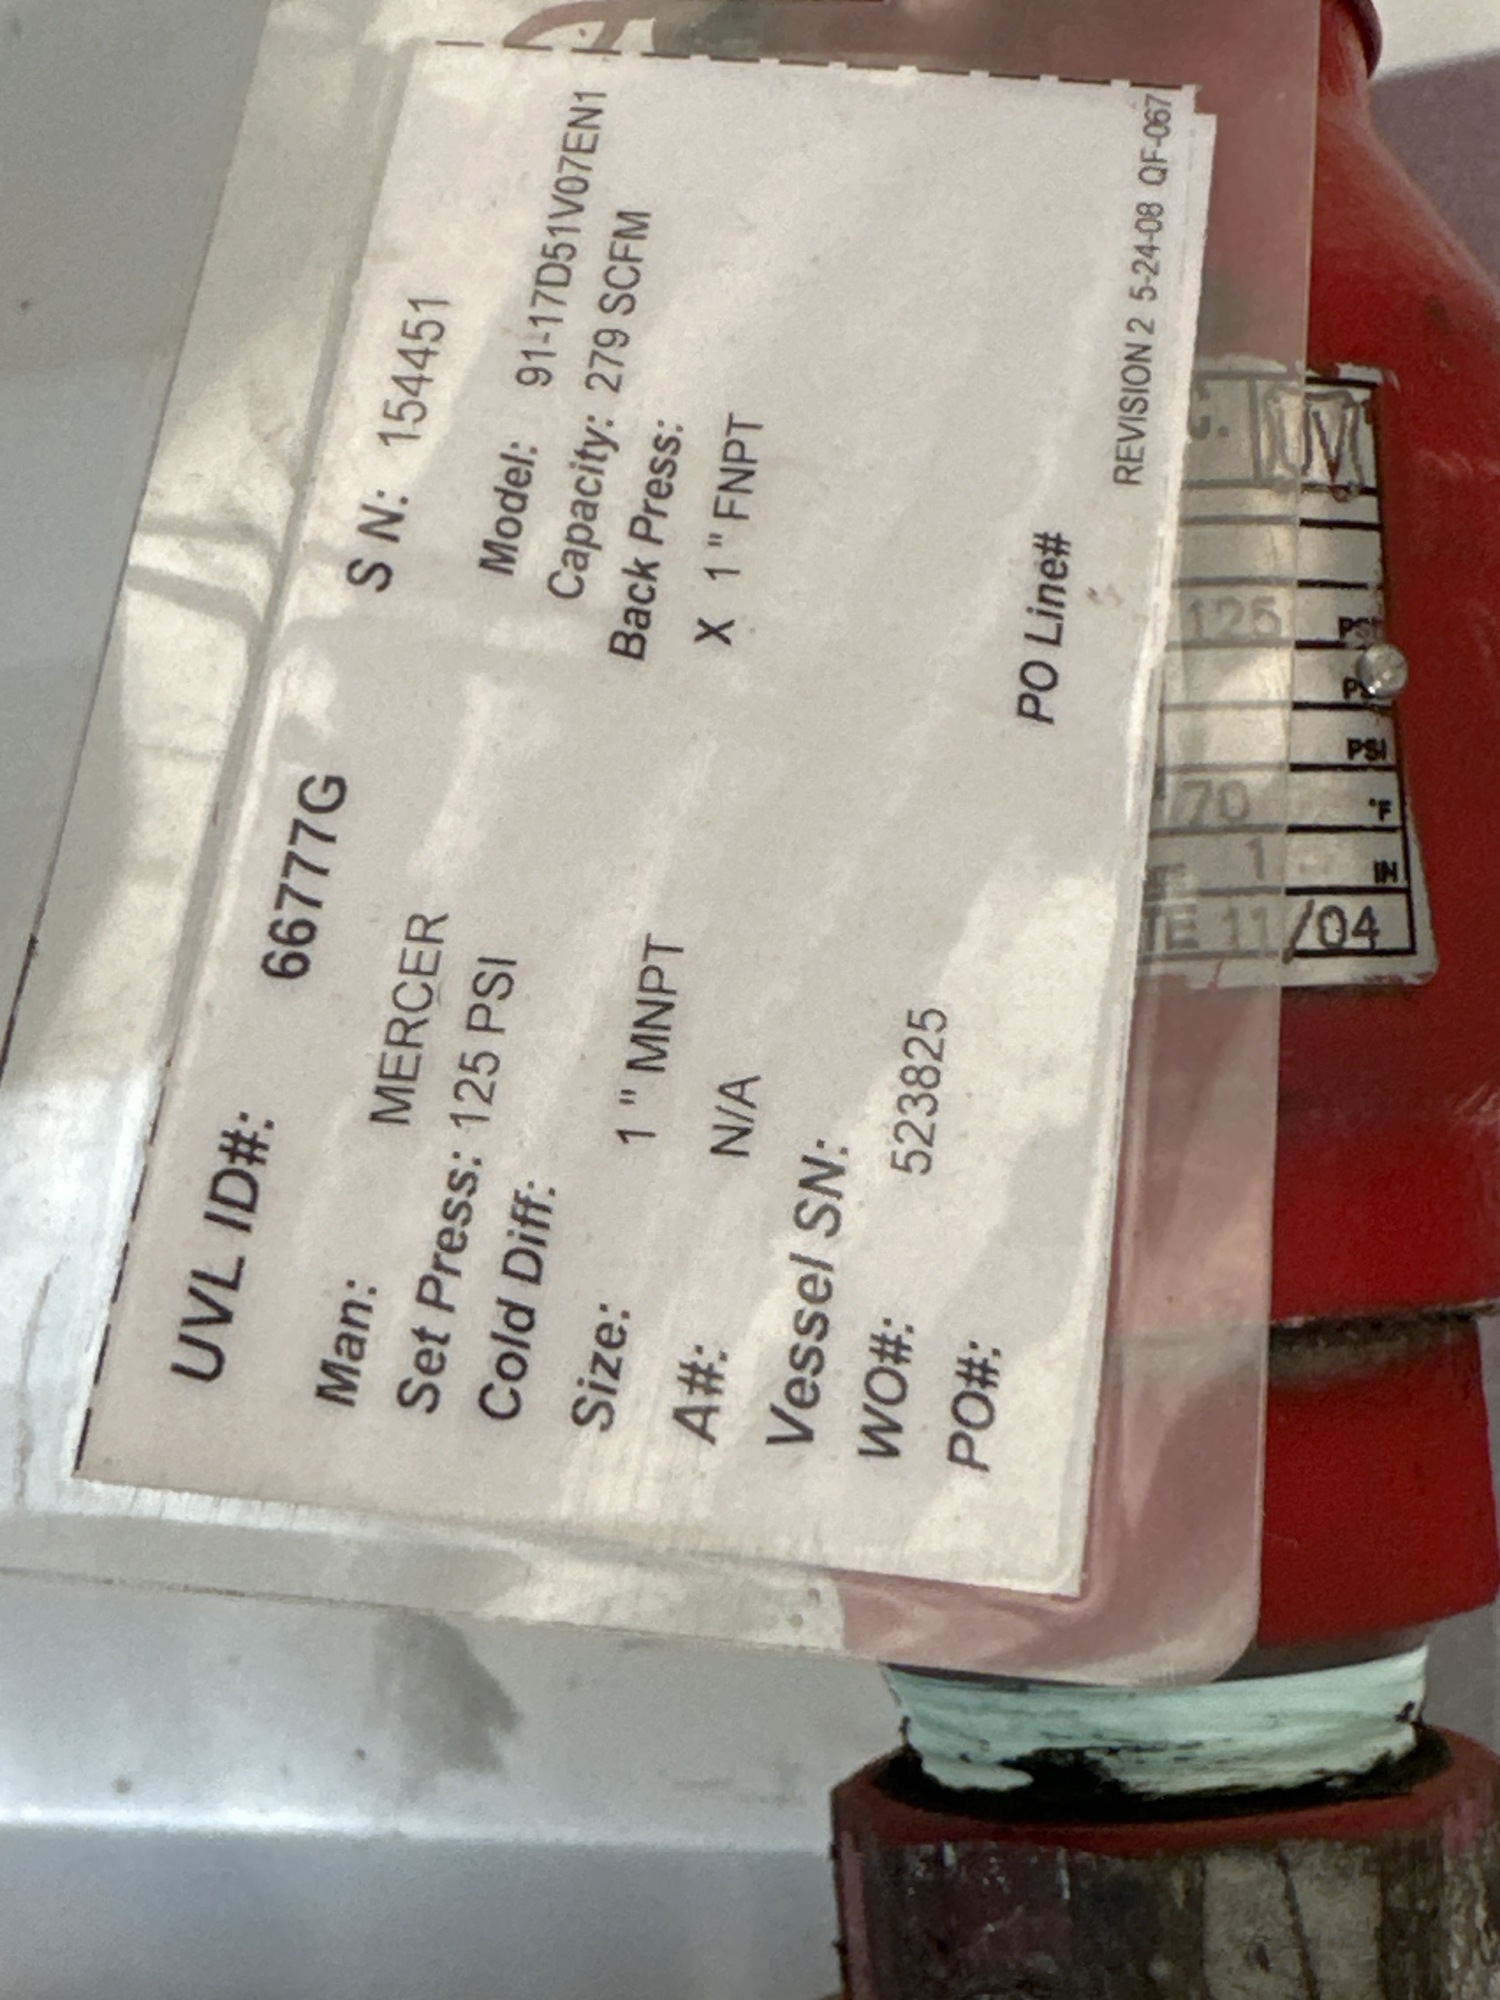 UVL ID#: 66777G
S N: 154451
Man: MERCER
Model: 91-17D51V07EN1
Set Press: 125 PSI
Capacity: 279 SCFM
Cold Diff:
Back Press:
Size: 1 " MNPT X 1 " FNPT
A#: N/A
Vessel SN:
WO#: 523825
PO#:
PO Line#
REVISION 2 5-24-08 QF-067
UV
125 PSI
PSI
PSI
70 °F
1 IN
11/04